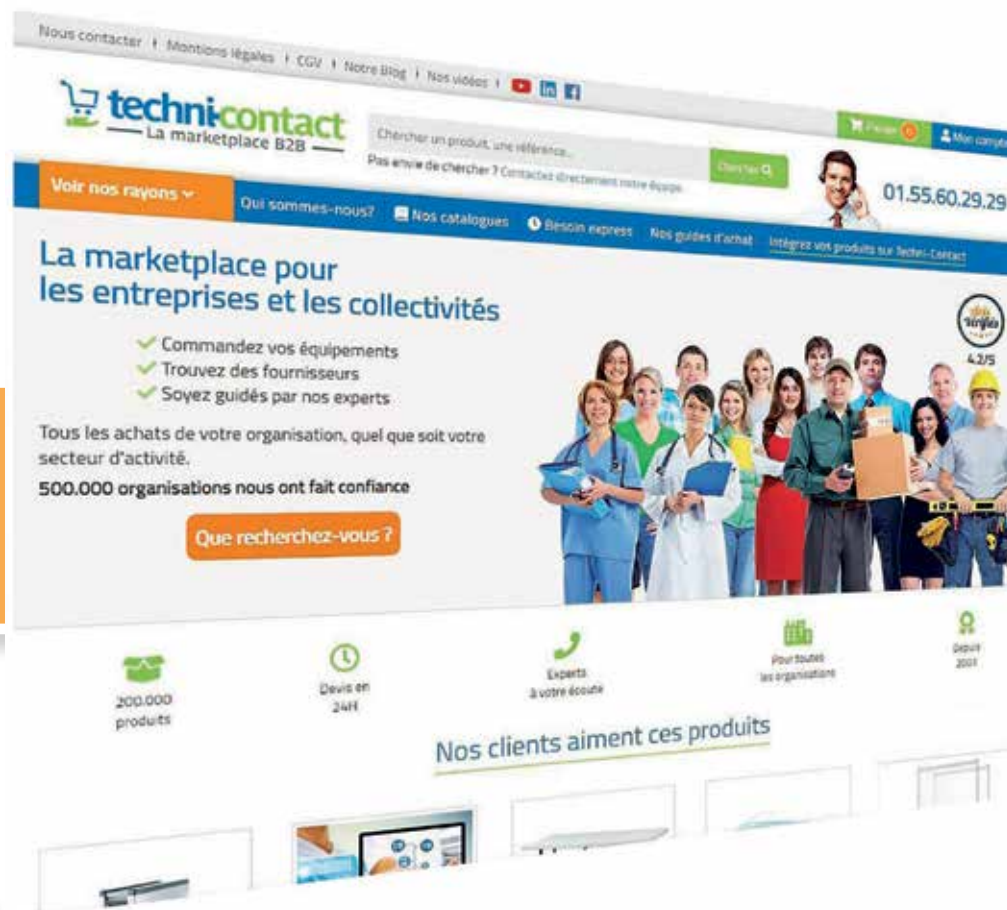 Nous contacter | Mentions légales | CGV | Notre Blog | Nos vidéos |
Panier 0
Mon compte
techni-contact
La marketplace B2B
Chercher un produit, une référence...
Chercher
Pas envie de chercher ? Contactez directement notre équipe
01.55.60.29.29
Voir nos rayons
Qui sommes-nous?
Nos catalogues
Besoin express
Nos guides d'achat
Intégrez vos produits sur Techni-Contact
La marketplace pour
les entreprises et les collectivités
Commandez vos équipements
Trouvez des fournisseurs
Soyez guidés par nos experts
Tous les achats de votre organisation, quel que soit votre
secteur d'activité.
500.000 organisations nous ont fait confiance
Que recherchez-vous ?
Vérifiés
4.2/5
200.000
produits
Devis en
24H
Experts
à votre écoute
Pour toutes
les organisations
Depuis
Nos clients aiment ces produits